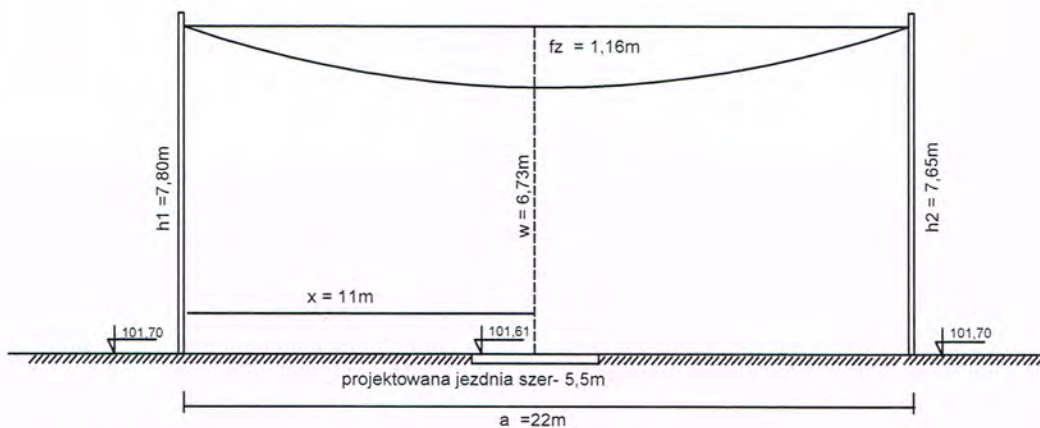 fz = 1,16m
h1 =7,80m
w = 6,73m
h2 = 7,65m
x = 11m
101,70
101,61
101,70
projektowana jezdnia szer- 5,5m
a =22m